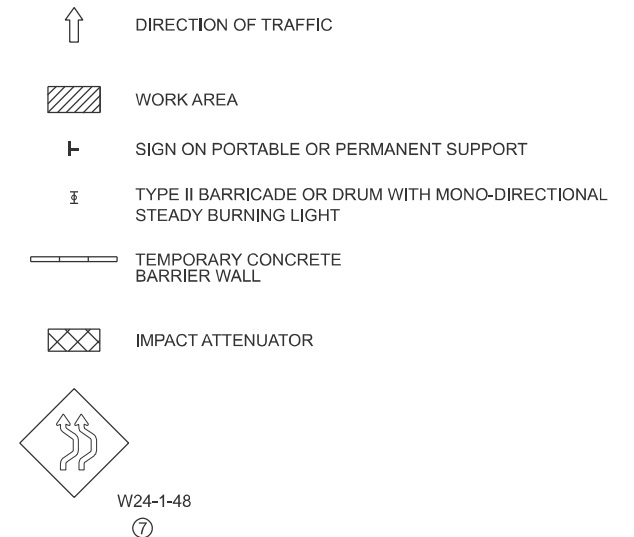 DIRECTION OF TRAFFIC
WORK AREA
SIGN ON PORTABLE OR PERMANENT SUPPORT
TYPE II BARRICADE OR DRUM WITH MONO-DIRECTIONAL
STEADY BURNING LIGHT
TEMPORARY CONCRETE
BARRIER WALL
IMPACT ATTENUATOR
W24-1-48
7